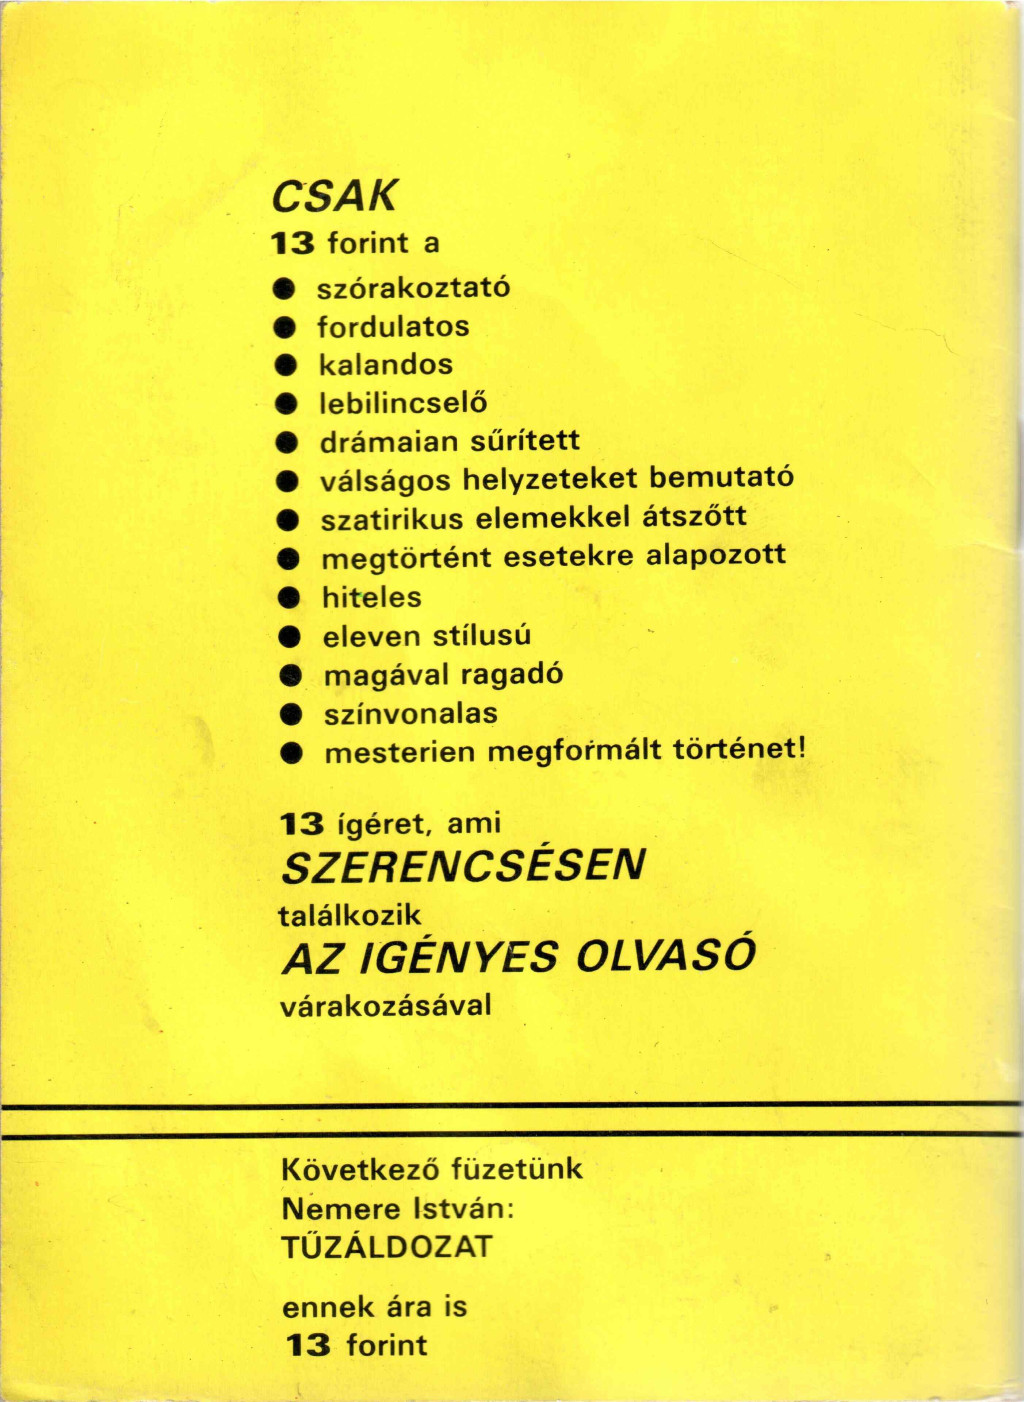 CSAK
13 forint a
● szórakoztató
● fordulatos
● kalandos
● lebilincselő
● drámaian sűrített
● válságos helyzeteket bemutató
● szatirikus elemekkel átszőtt
● megtörtént esetekre alapozott
● hiteles
● eleven stílusú
● magával ragadó
● színvonalas
● mesterien megformált történet!
13 ígéret, ami
SZERENCSÉSEN
találkozik
AZ IGÉNYES OLVASÓ
várakozásával
Következő füzetünk
Nemere István:
TŰZÁLDOZAT
ennek ára is
13 forint